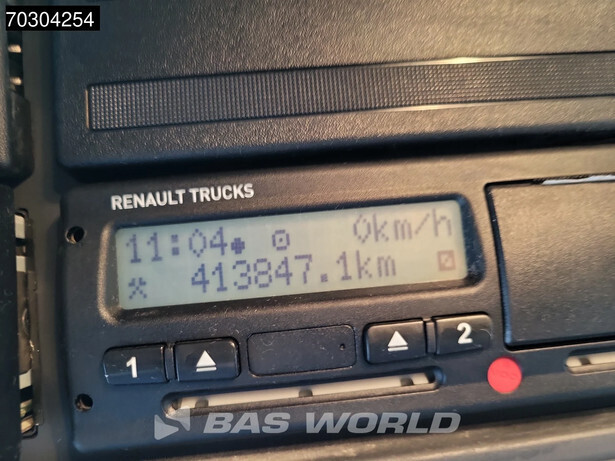 70304254
RENAULT TRUCKS
11:04 0km/h
413847.1km
1 2
BAS WORLD